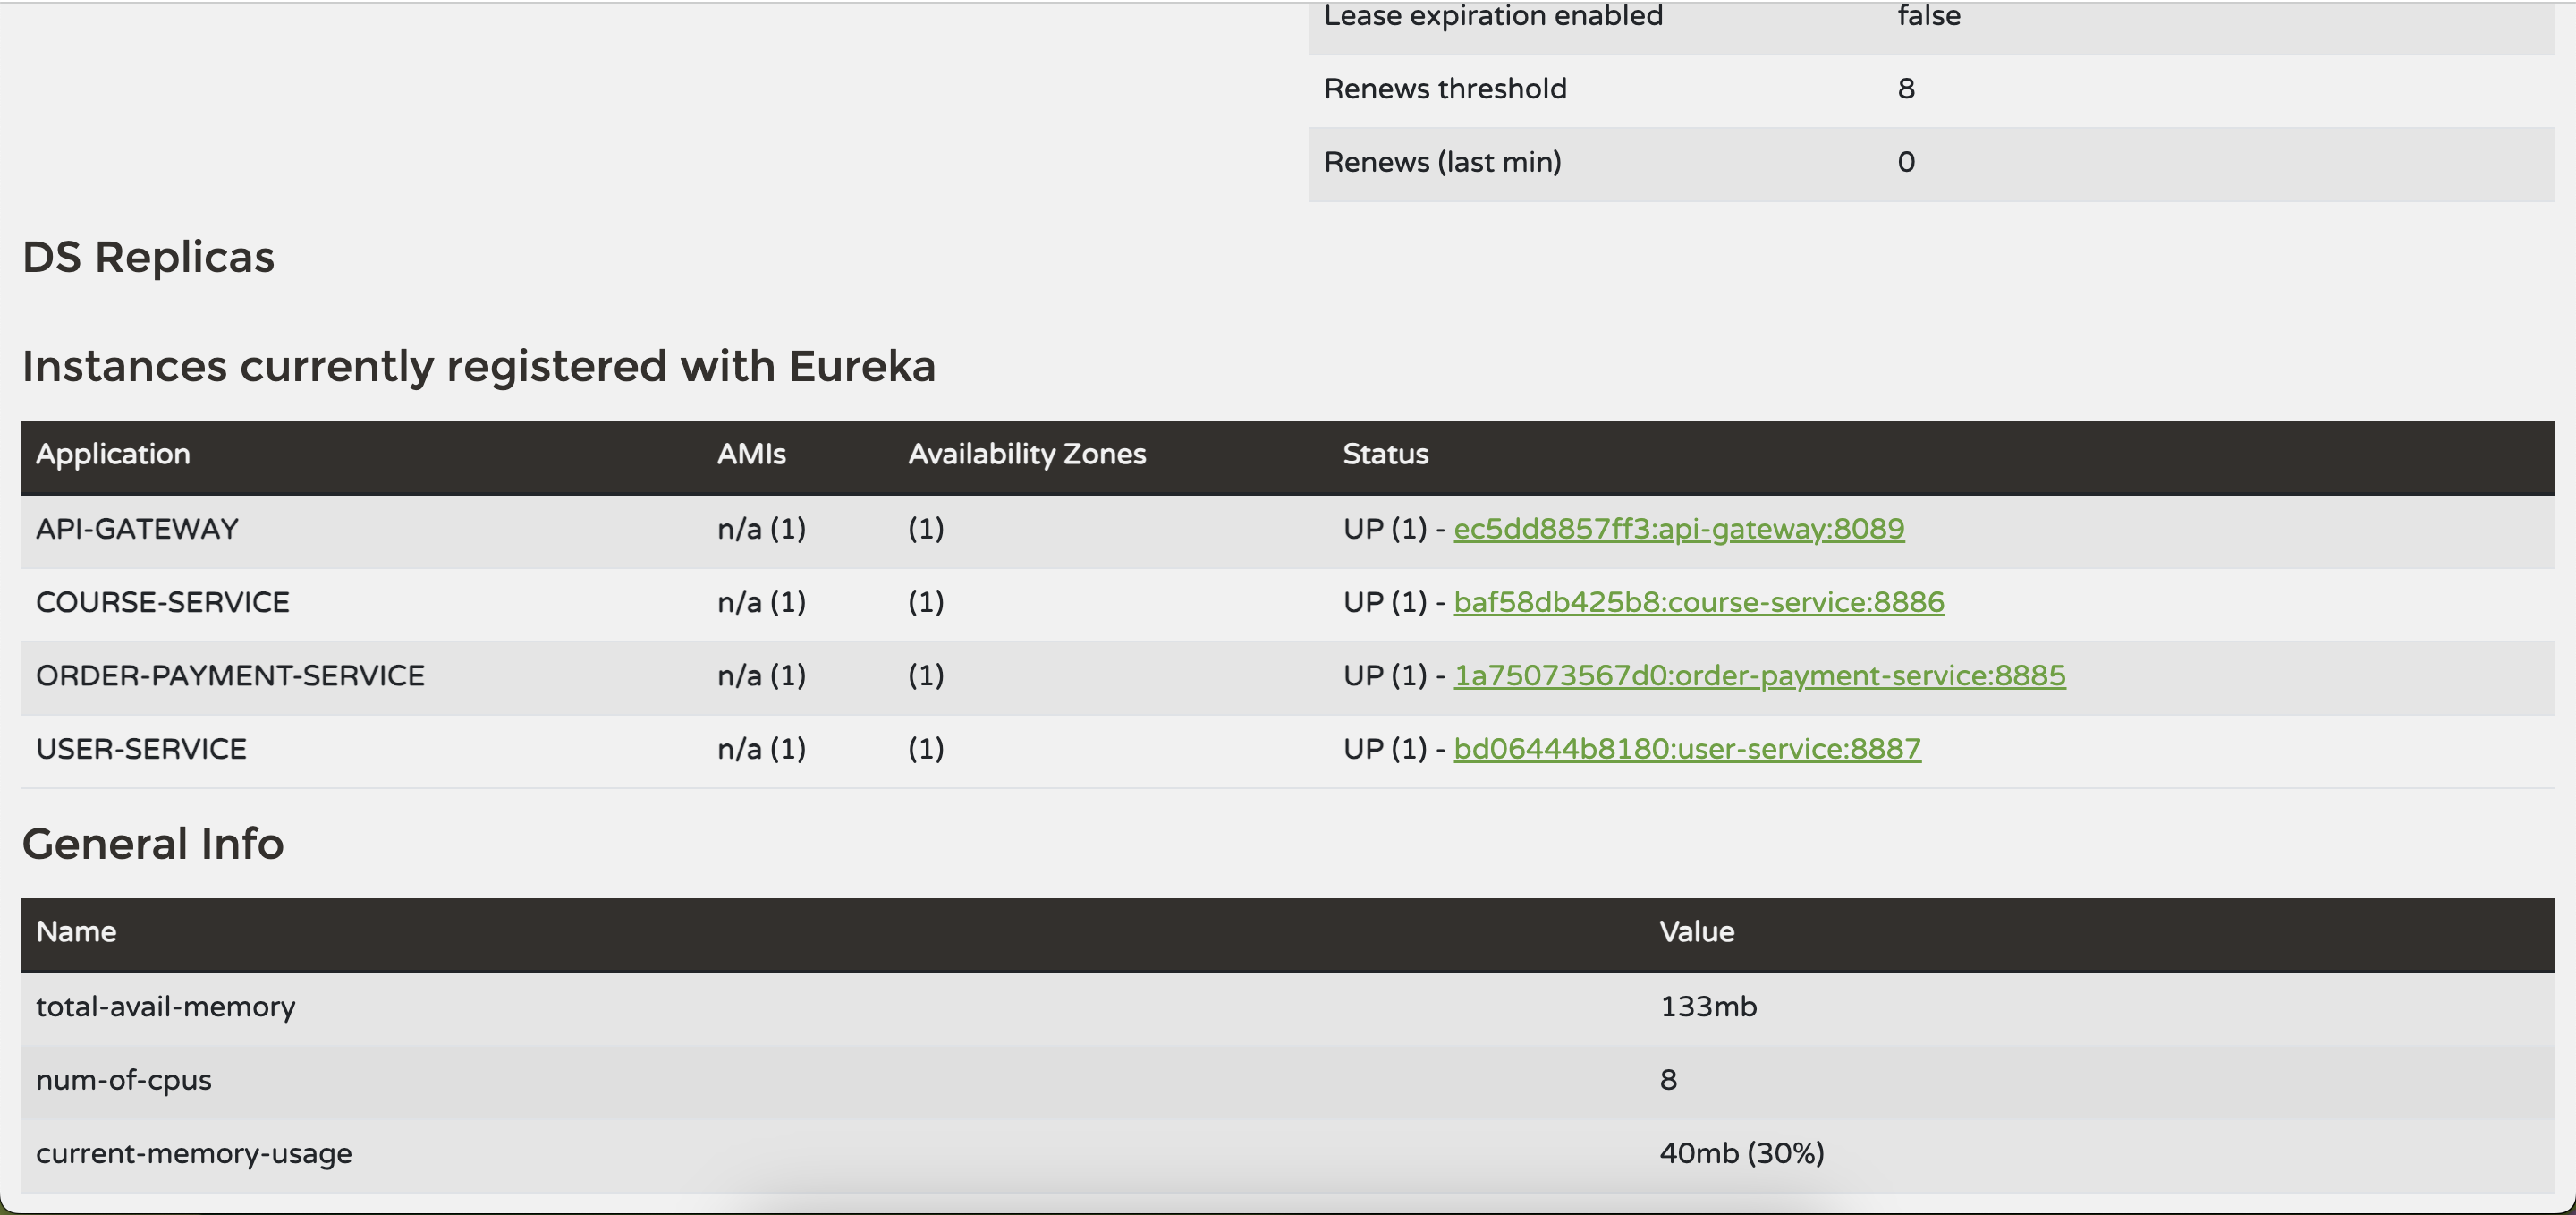 Lease expiration enabled false
Renews threshold 8
Renews (last min) 0
DS Replicas
Instances currently registered with Eureka
Application AMIs Availability Zones Status
API-GATEWAY n/a (1) (1) UP (1) - ec5dd8857ff3:api-gateway:8089
COURSE-SERVICE n/a (1) (1) UP (1) - baf58db425b8:course-service:8886
ORDER-PAYMENT-SERVICE n/a (1) (1) UP (1) - 1a75073567d0:order-payment-service:8885
USER-SERVICE n/a (1) (1) UP (1) - bd06444b8180:user-service:8887
General Info
Name Value
total-avail-memory 133mb
num-of-cpus 8
current-memory-usage 40mb (30%)